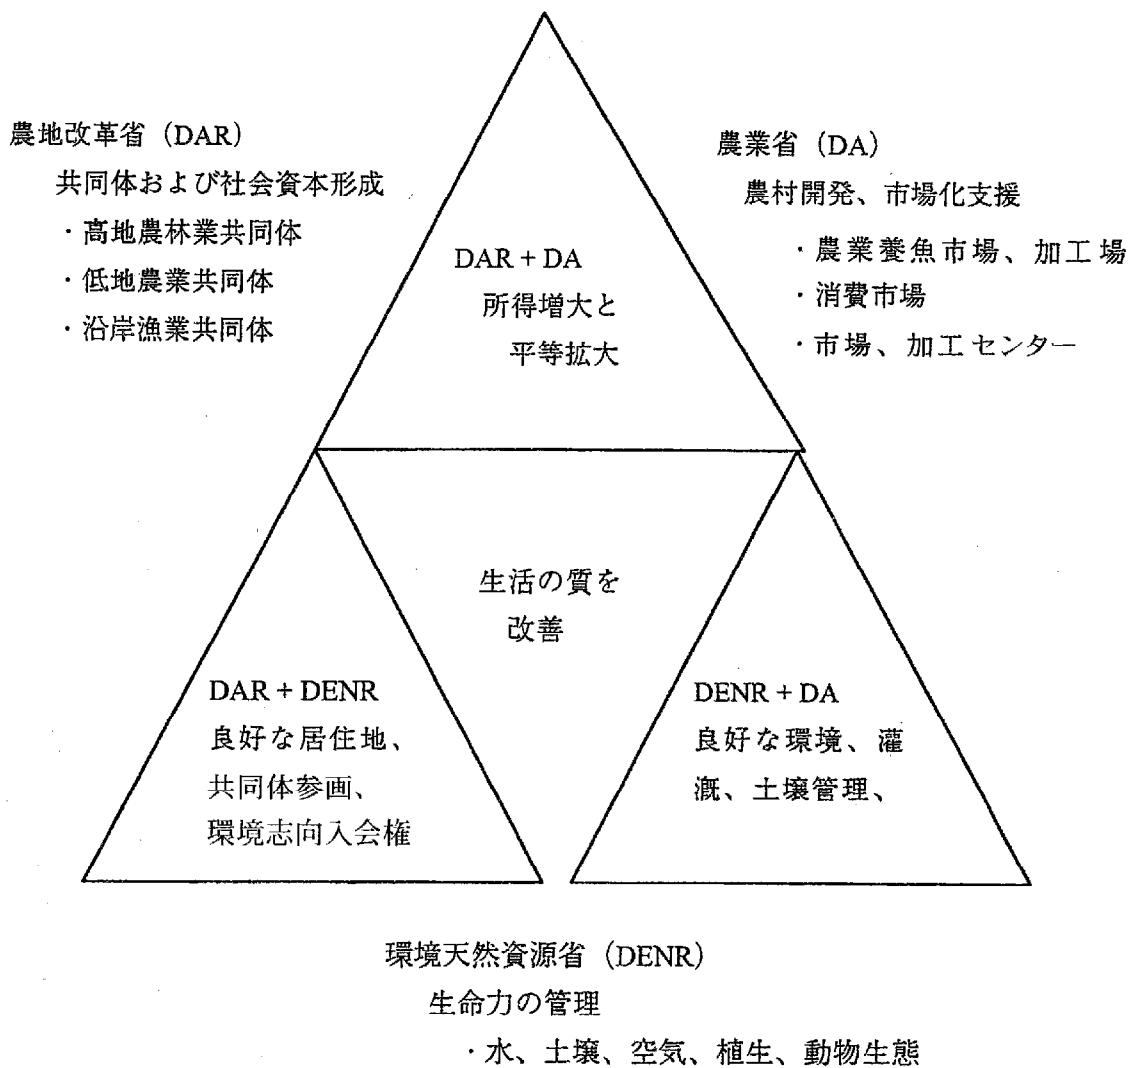 農地改革省（DAR）
共同体および社会資本形成
・高地農林業共同体
・低地農業共同体
・沿岸漁業共同体
農業省（DA）
農村開発、市場化支援
・農業養魚市場、加工場
・消費市場
・市場、加工センター
DAR + DA
所得増大と
平等拡大
生活の質を
改善
DAR + DENR
良好な居住地、
共同体参画、
環境志向入会権
DENR + DA
良好な環境、灌
漑、土壌管理、
環境天然資源省（DENR）
生命力の管理
・水、土壌、空気、植生、動物生態